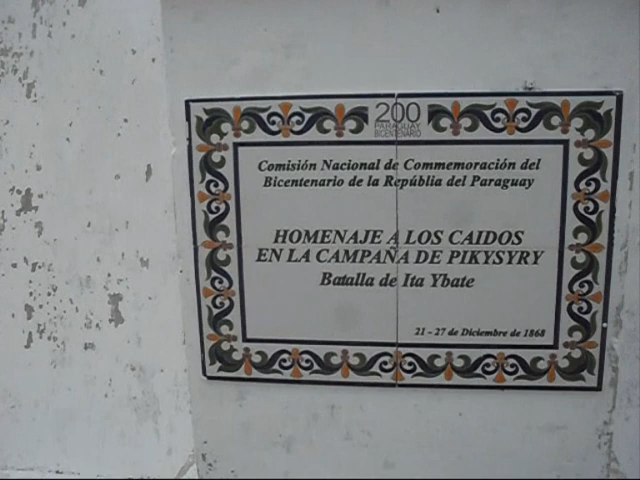 200
PARAGUAY
BICENTENARIO
Comisión Nacional de Commemoración del
Bicentenario de la Repúblia del Paraguay
HOMENAJE A LOS CAIDOS
EN LA CAMPAÑA DE PIKYSYRY
Batalla de Ita Ybate
21 - 27 de Diciembre de 1868